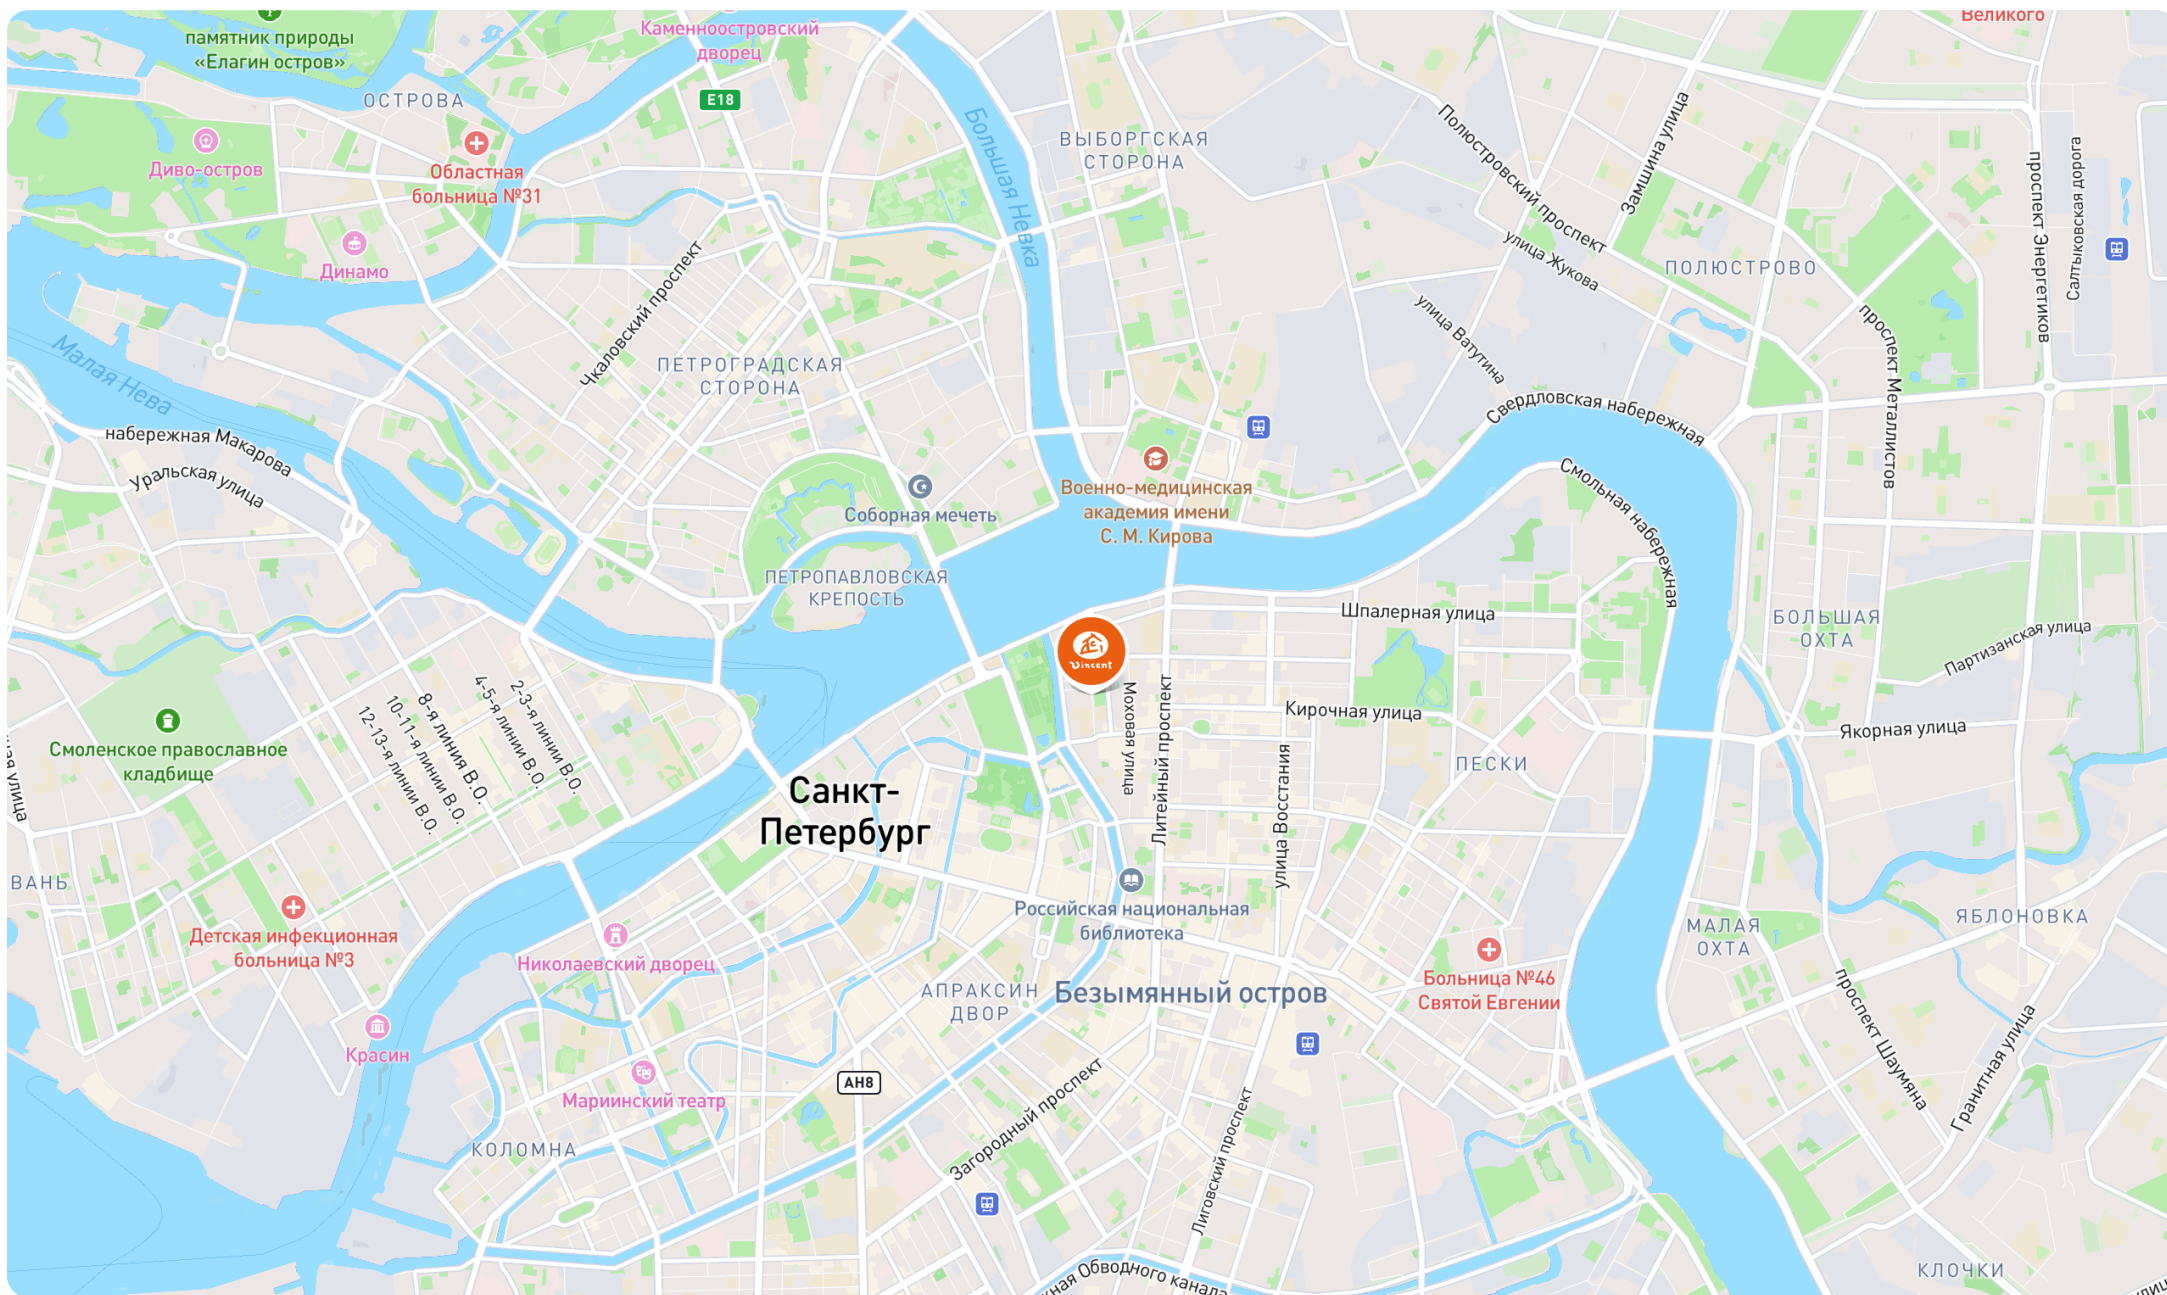 Великого
Каменноостровский
дворец
памятник природы
«Елагин остров»
ОСТРОВА
E18
Большая Невка
ВЫБОРГСКАЯ
СТОРОНА
Полюстровский проспект
Замшина улица
проспект Энергетиков
Салтыковская дорога
Диво-остров
Областная
больница №31
Динамо
Чкаловский проспект
улица Жукова
ПОЛЮСТРОВО
улица Ватутина
проспект Металлистов
Малая Нева
ПЕТРОГРАДСКАЯ
СТОРОНА
Свердловская набережная
набережная Макарова
Уральская улица
Соборная мечеть
Военно-медицинская
академия имени
С. М. Кирова
Смольная набережная
ПЕТРОПАВЛОВСКАЯ
КРЕПОСТЬ
Шпалерная улица
БОЛЬШАЯ
ОХТА
Партизанская улица
Vincent
Моховая улица
Литейный проспект
Кирочная улица
Якорная улица
2-3-я линии В.О.
4-5-я линии В.О.
8-я линия В.О.
10-11-я линии В.О.
12-13-я линии В.О.
Смоленское православное
кладбище
ная улица
ПЕСКИ
улица Восстания
Санкт-
Петербург
ВАНЬ
Российская национальная
библиотека
Детская инфекционная
больница №3
Николаевский дворец
МАЛАЯ
ОХТА
ЯБЛОНОВКА
АПРАКСИН
ДВОР
Безымянный остров
Больница №46
Святой Евгении
проспект Шаумяна
Гранитная улица
Красин
Мариинский театр
AH8
Загородный проспект
Лиговский проспект
КОЛОМНА
жная Обводного канала
КЛОЧКИ